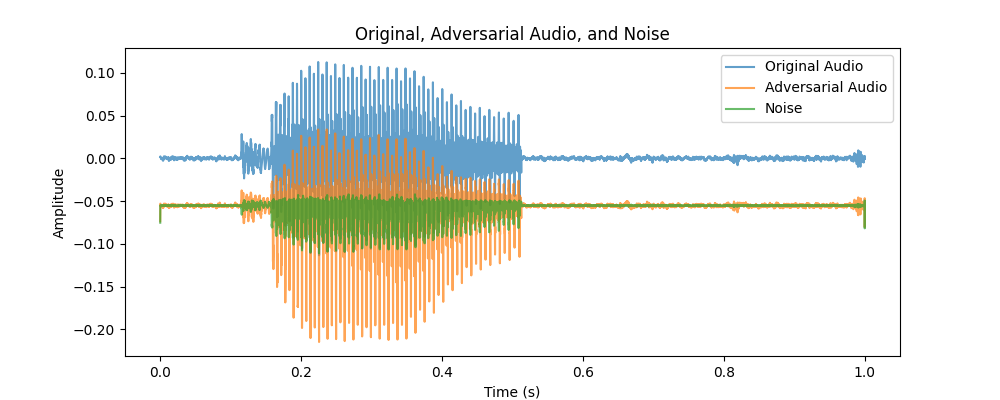 Original, Adversarial Audio, and Noise
Original Audio
Adversarial Audio
Noise
Amplitude
0.10
0.05
0.00
−0.05
−0.10
−0.15
−0.20
0.0 0.2 0.4 0.6 0.8 1.0
Time (s)